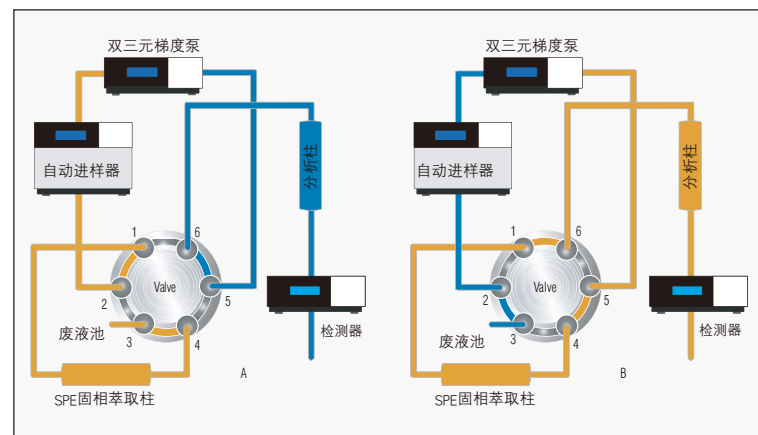 双三元梯度泵
自动进样器
分析柱
1
6
2
Valve
5
3
4
废液池
检测器
A
SPE固相萃取柱
双三元梯度泵
自动进样器
分析柱
1
6
2
Valve
5
3
4
废液池
检测器
B
SPE固相萃取柱